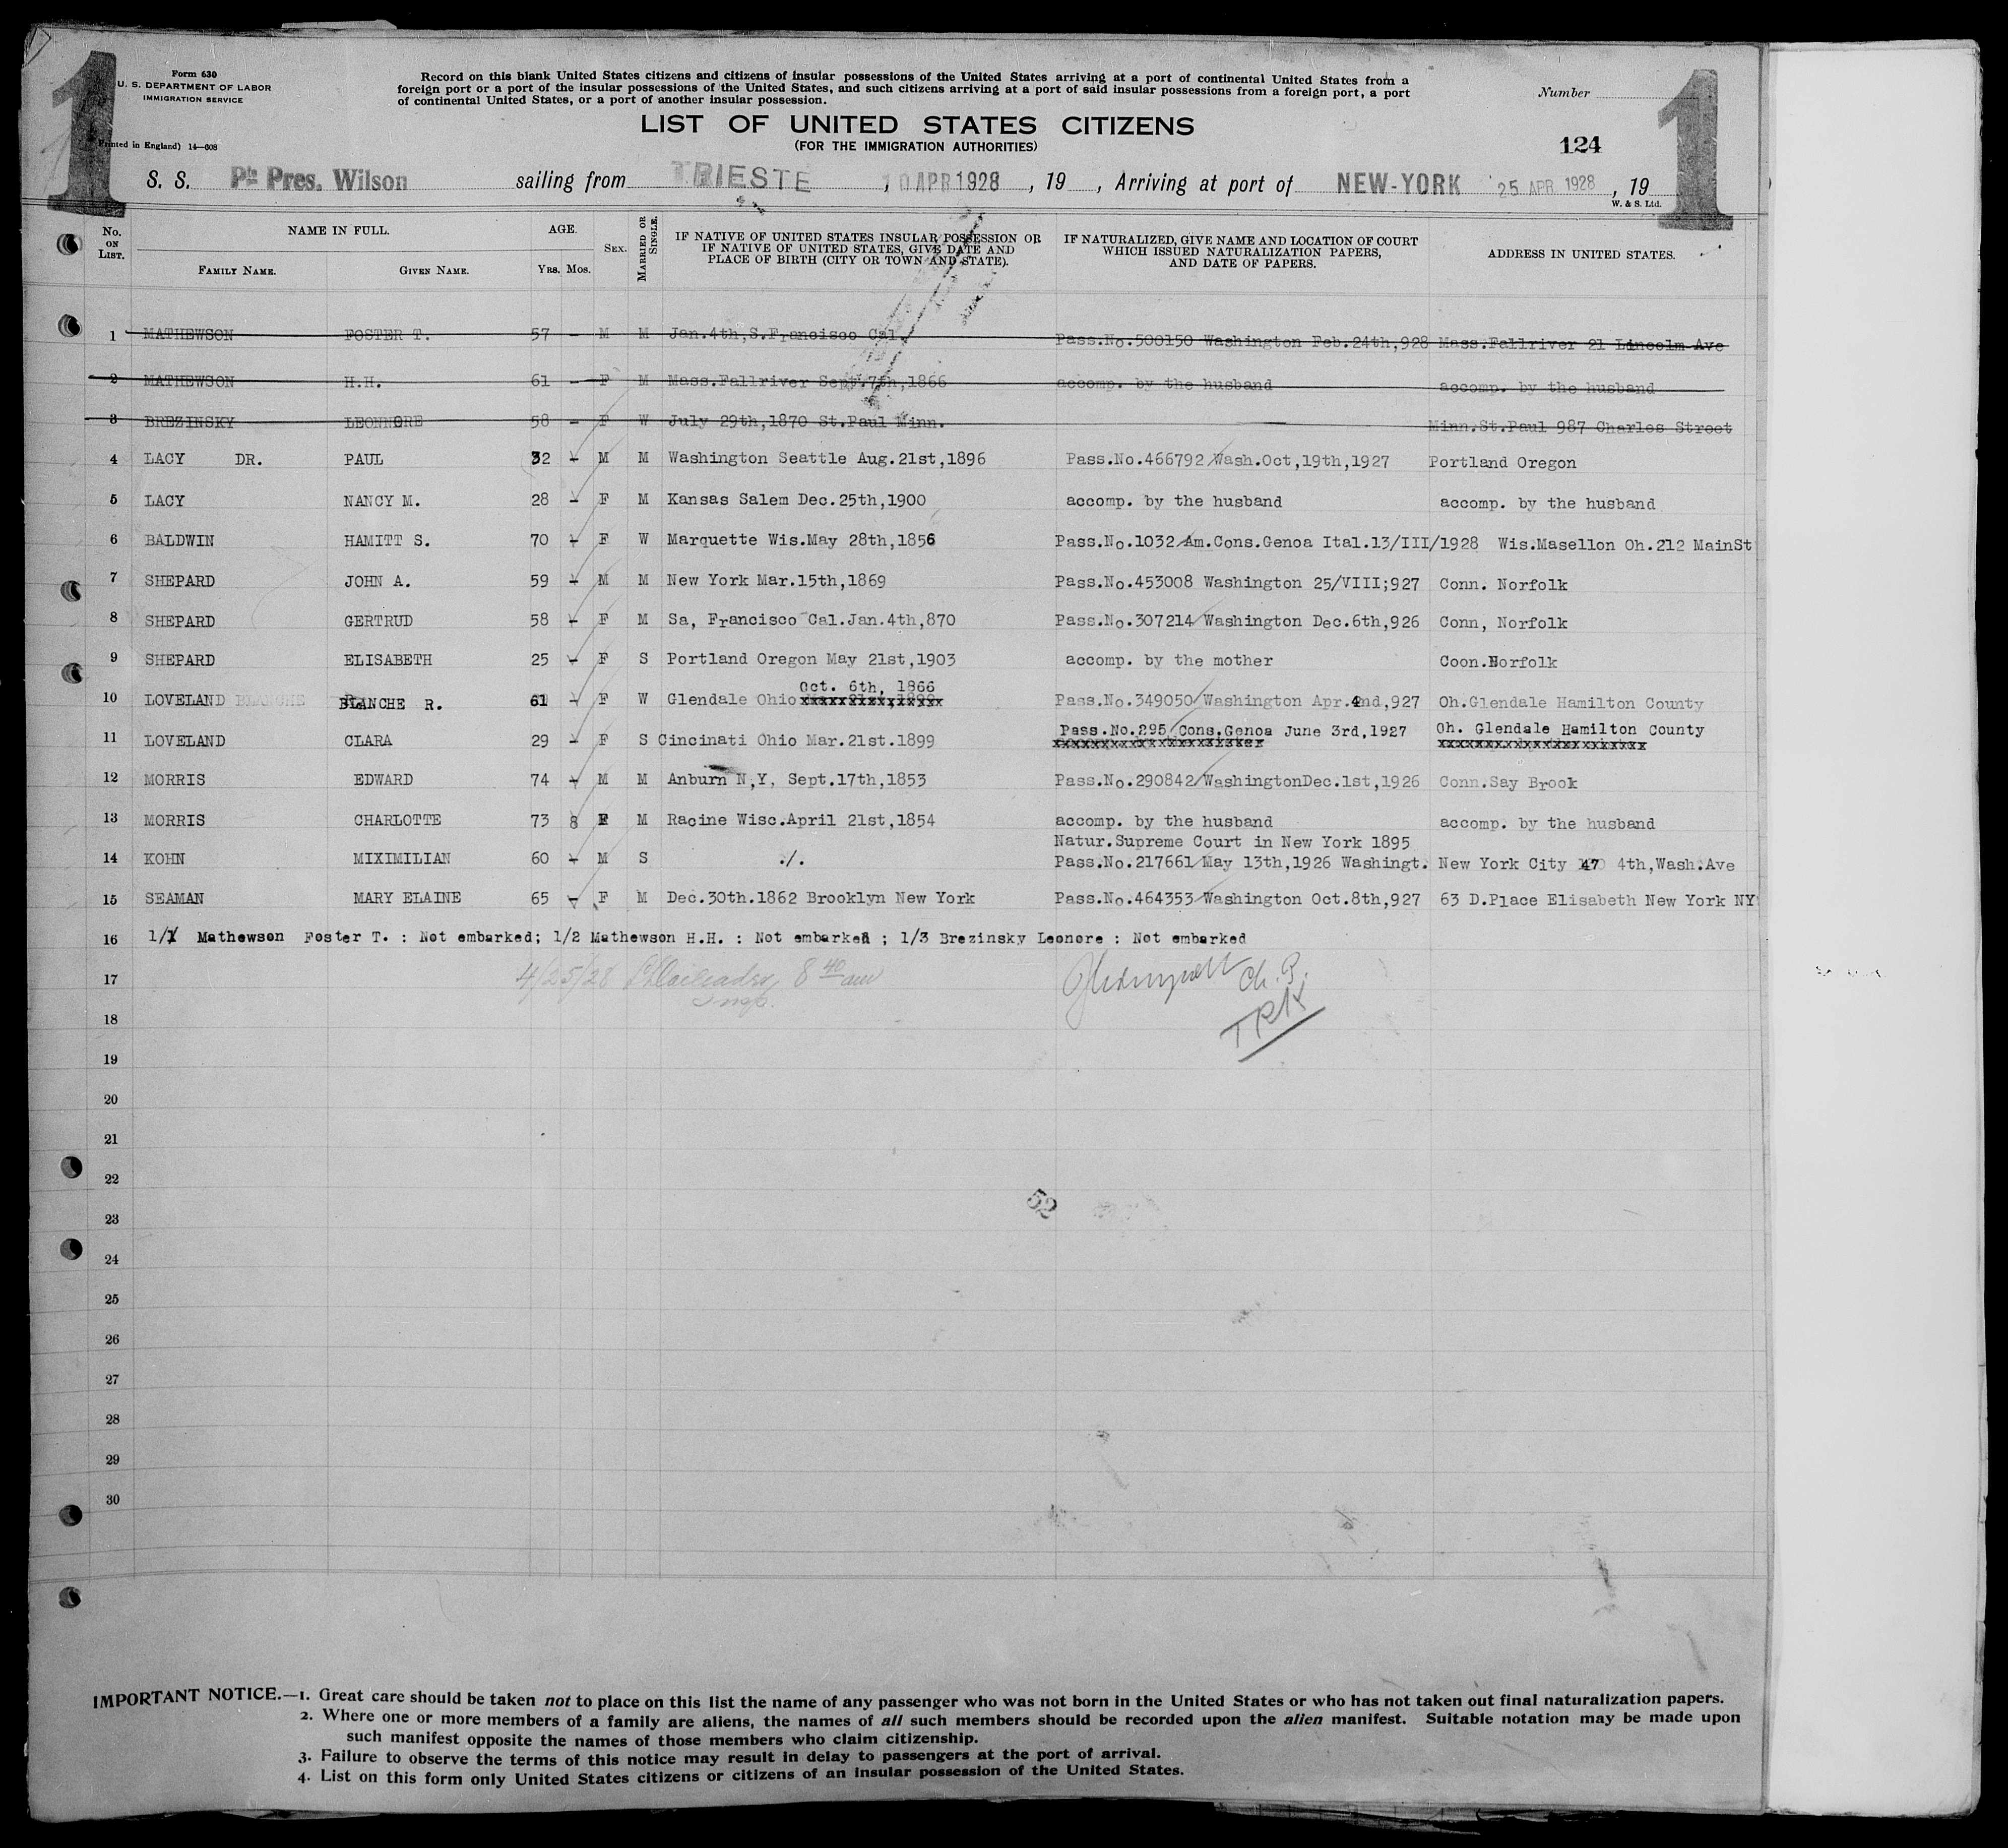 1 1
Form 630
U. S. DEPARTMENT OF LABOR
IMMIGRATION SERVICE
(Printed in England) 14—608
Record on this blank United States citizens and citizens of insular possessions of the United States arriving at a port of continental United States from a
foreign port or a port of the insular possessions of the United States, and such citizens arriving at a port of said insular possessions from a foreign port, a port
of continental United States, or a port of another insular possession.
Number
LIST OF UNITED STATES CITIZENS
(FOR THE IMMIGRATION AUTHORITIES)
124
S. S. Pts Pres. Wilson sailing from TRIESTE, 10 APR 1928, 19 , Arriving at port of NEW-YORK 25 APR 1928, 19
W. & S. Ltd.
No. ON LIST. NAME IN FULL. FAMILY NAME. GIVEN NAME. AGE. YRS. MOS. SEX. MARRIED OR SINGLE. IF NATIVE OF UNITED STATES INSULAR POSSESSION OR IF NATIVE OF UNITED STATES, GIVE DATE AND PLACE OF BIRTH (CITY OR TOWN AND STATE). IF NATURALIZED, GIVE NAME AND LOCATION OF COURT WHICH ISSUED NATURALIZATION PAPERS, AND DATE OF PAPERS. ADDRESS IN UNITED STATES.
1 MATHEWSON FOSTER T. 57 - M M Jan.4th,S.Francisco Cal. Pass.No.500150 Washington Feb.24th,928 Mass.Fallriver 21 Lincolm Ave
2 MATHEWSON H.H. 61 - F M Mass.Fallriver Sept.7th,1866 accomp. by the husband accomp. by the husband
3 BREZINSKY LEONNORE 58 - F W July 29th,1870 St.Paul Minn. Minn.St.Paul 987 Charles Street
4 LACY DR. PAUL 32 - M M Washington Seattle Aug.21st,1896 Pass.No.466792 Wash.Oct,19th,1927 Portland Oregon
5 LACY NANCY M. 28 - F M Kansas Salem Dec.25th,1900 accomp. by the husband accomp. by the husband
6 BALDWIN HAMITT S. 70 - F W Marquette Wis.May 28th,1856 Pass.No.1032 Am.Cons.Genoa Ital.13/III/1928 Wis.Masellon Oh.212 MainSt
7 SHEPARD JOHN A. 59 - M M New York Mar.15th,1869 Pass.No.453008 Washington 25/VIII;927 Conn. Norfolk
8 SHEPARD GERTRUD 58 - F M Sa, Francisco Cal.Jan.4th,870 Pass.No.307214 Washington Dec.6th,926 Conn, Norfolk
9 SHEPARD ELISABETH 25 - F S Portland Oregon May 21st,1903 accomp. by the mother Coon.Norfolk
Oct. 6th, 1866
10 LOVELAND BLANCHE BLANCHE R. 61 - F W Glendale Ohio Pass.No.349050 Washington Apr.4nd,927 Oh.Glendale Hamilton County
11 LOVELAND CLARA 29 - F S Cincinati Ohio Mar.21st.1899 Pass.No.295 Cons.Genoa June 3rd,1927 Oh. Glendale Hamilton County
12 MORRIS EDWARD 74 - M M Anburn N,Y, Sept.17th,1853 Pass.No.290842 WashingtonDec.1st,1926 Conn.Say Brook
13 MORRIS CHARLOTTE 73 8 F M Racine Wisc.April 21st,1854 accomp. by the husband accomp. by the husband
Natur.Supreme Court in New York 1895
14 KOHN MIXIMILIAN 60 - M S ./. Pass.No.217661 May 13th,1926 Washingt. New York City 47 4th,Wash.Ave
15 SEAMAN MARY ELAINE 65 - F M Dec.30th.1862 Brooklyn New York Pass.No.464353 Washington Oct.8th,927 63 D.Place Elisabeth New York NY
16 1/1 Mathewson Foster T. : Not embarked; 1/2 Mathewson H.H. : Not embarked ; 1/3 Brezinsky Leonore : Not embarked
17 4/25/28 8 40 am
Insp. Ch. P.
18 TRK
19
20
21
22
52
23
24
25
26
27
28
29
30
IMPORTANT NOTICE.—1. Great care should be taken not to place on this list the name of any passenger who was not born in the United States or who has not taken out final naturalization papers.
2. Where one or more members of a family are aliens, the names of all such members should be recorded upon the alien manifest. Suitable notation may be made upon
such manifest opposite the names of those members who claim citizenship.
3. Failure to observe the terms of this notice may result in delay to passengers at the port of arrival.
4. List on this form only United States citizens or citizens of an insular possession of the United States.